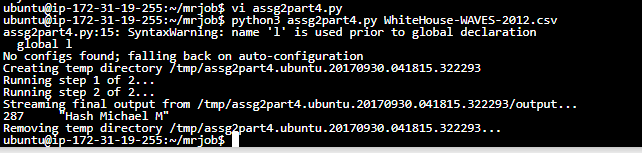 ubuntu@ip-172-31-19-255:~/mrjob$ vi assg2part4.py
ubuntu@ip-172-31-19-255:~/mrjob$ python3 assg2part4.py WhiteHouse-WAVES-2012.csv
assg2part4.py:15: SyntaxWarning: name 'l' is used prior to global declaration
  global l
No configs found; falling back on auto-configuration
Creating temp directory /tmp/assg2part4.ubuntu.20170930.041815.322293
Running step 1 of 2...
Running step 2 of 2...
Streaming final output from /tmp/assg2part4.ubuntu.20170930.041815.322293/output...
287     "Hash Michael M"
Removing temp directory /tmp/assg2part4.ubuntu.20170930.041815.322293...
ubuntu@ip-172-31-19-255:~/mrjob$